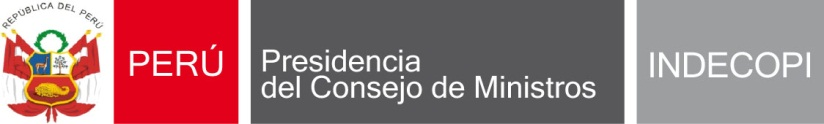 REPÚBLICA DEL PERÚ
PERÚ
Presidencia
del Consejo de Ministros
INDECOPI